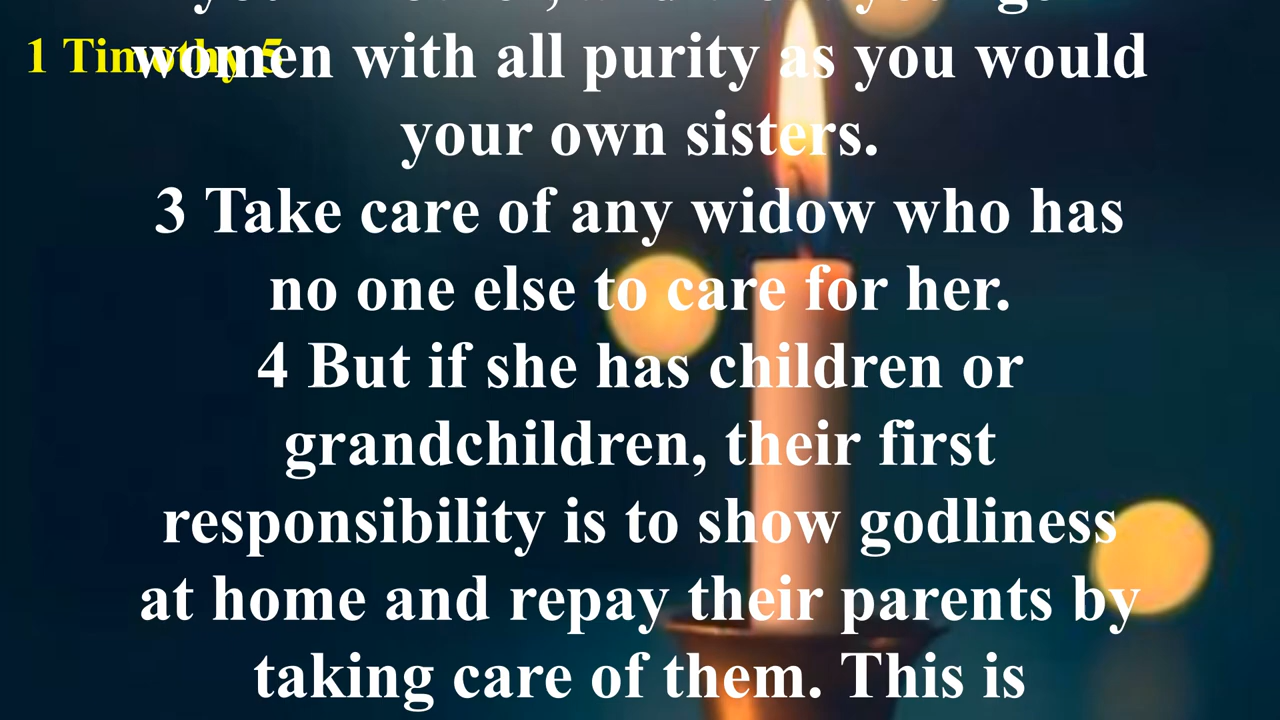 1 Timothy 5
women with all purity as you would
your own sisters.
3 Take care of any widow who has
no one else to care for her.
4 But if she has children or
grandchildren, their first
responsibility is to show godliness
at home and repay their parents by
taking care of them. This is